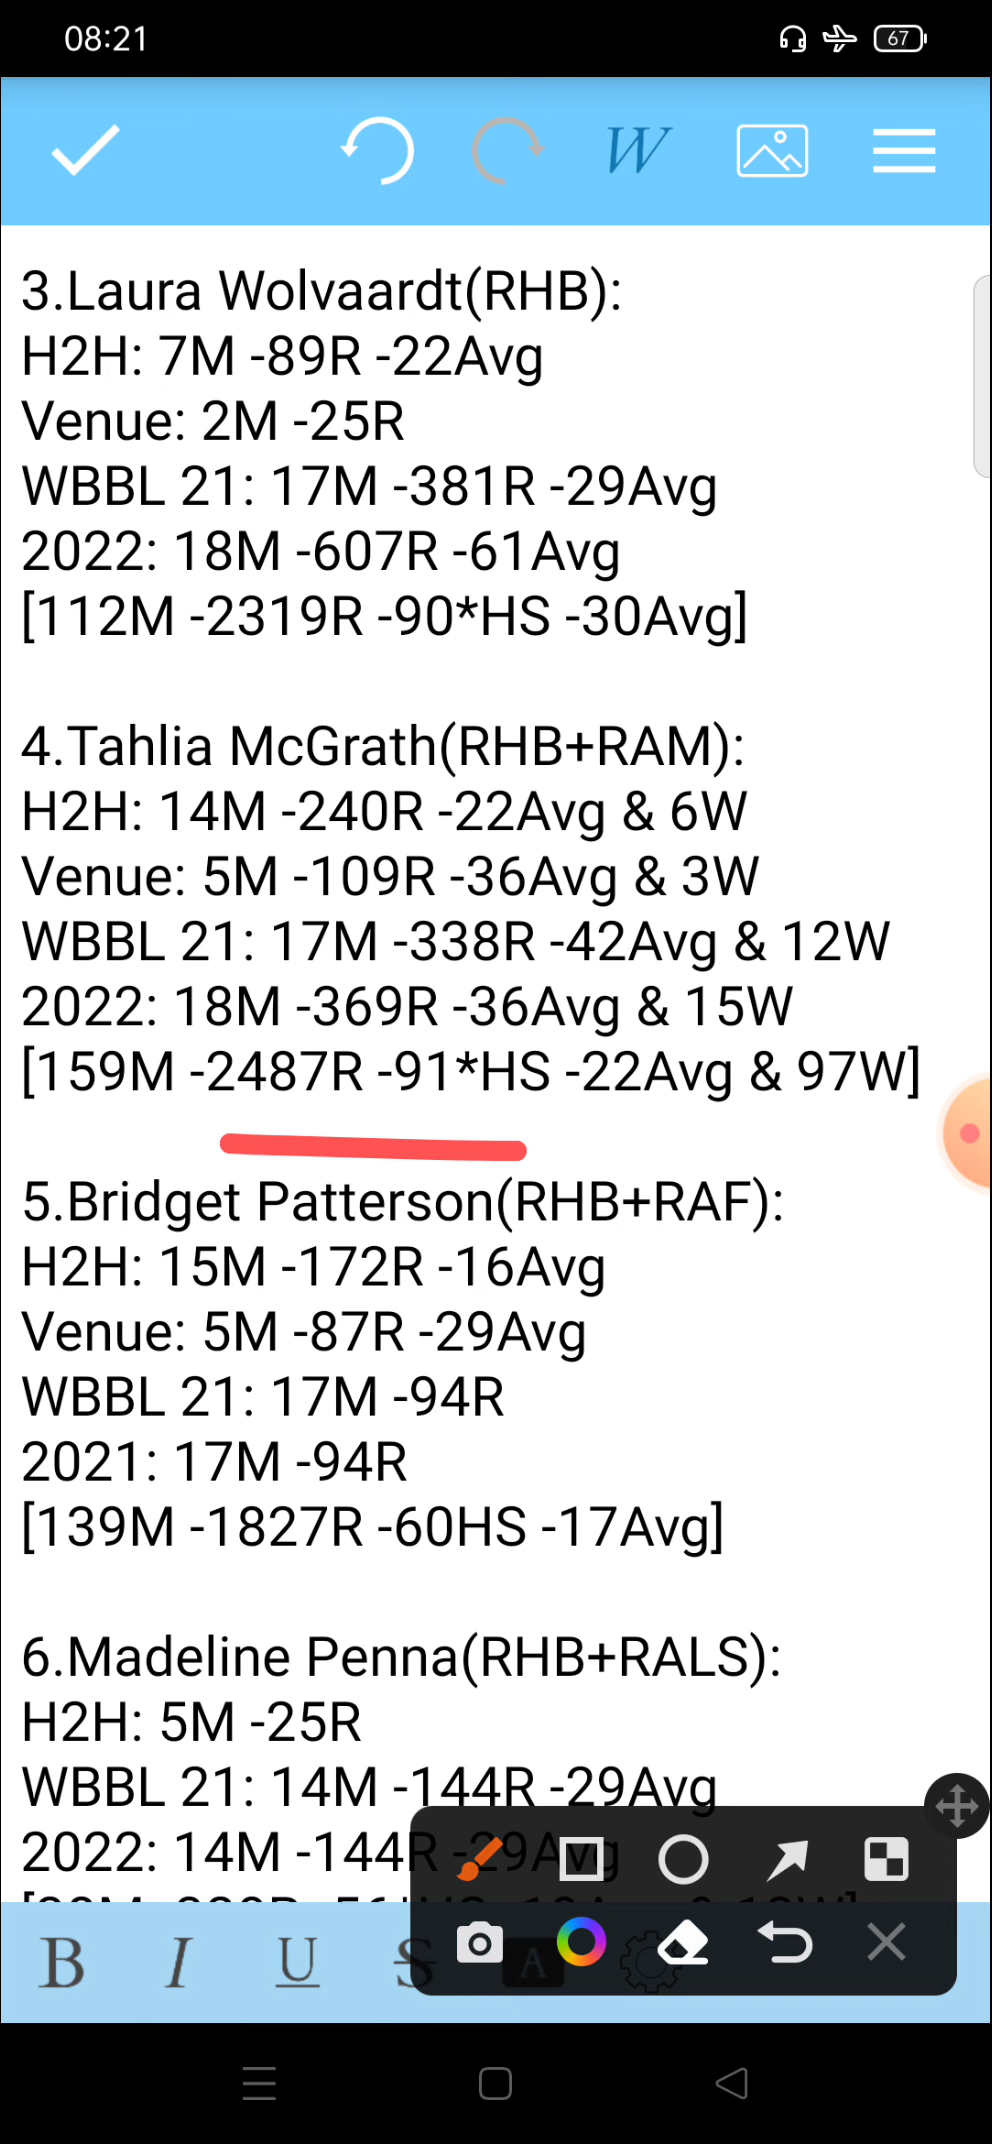 08:21
67
W
3.Laura Wolvaardt(RHB):
H2H: 7M -89R -22Avg
Venue: 2M -25R
WBBL 21: 17M -381R -29Avg
2022: 18M -607R -61Avg
[112M -2319R -90*HS -30Avg]
4.Tahlia McGrath(RHB+RAM):
H2H: 14M -240R -22Avg & 6W
Venue: 5M -109R -36Avg & 3W
WBBL 21: 17M -338R -42Avg & 12W
2022: 18M -369R -36Avg & 15W
[159M -2487R -91*HS -22Avg & 97W]
5.Bridget Patterson(RHB+RAF):
H2H: 15M -172R -16Avg
Venue: 5M -87R -29Avg
WBBL 21: 17M -94R
2021: 17M -94R
[139M -1827R -60HS -17Avg]
6.Madeline Penna(RHB+RALS):
H2H: 5M -25R
WBBL 21: 14M -144R -29Avg
2022: 14M -144R -29Avg
B I U S A